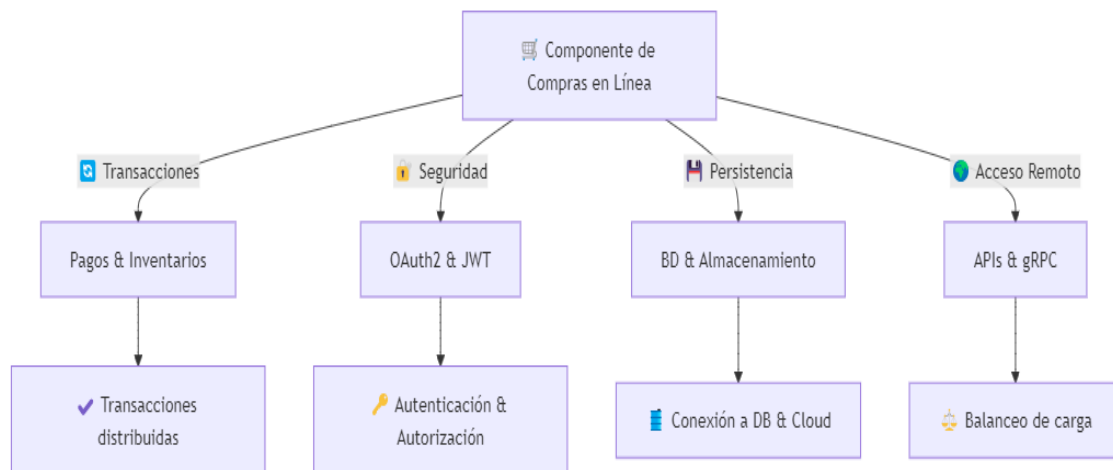 🛒 Componente de
Compras en Línea
🔄 Transacciones
🔐 Seguridad
💾 Persistencia
🌍 Acceso Remoto
Pagos & Inventarios
OAuth2 & JWT
BD & Almacenamiento
APIs & gRPC
✔ Transacciones
distribuidas
🔑 Autenticación &
Autorización
🛢 Conexión a DB & Cloud
⚖ Balanceo de carga